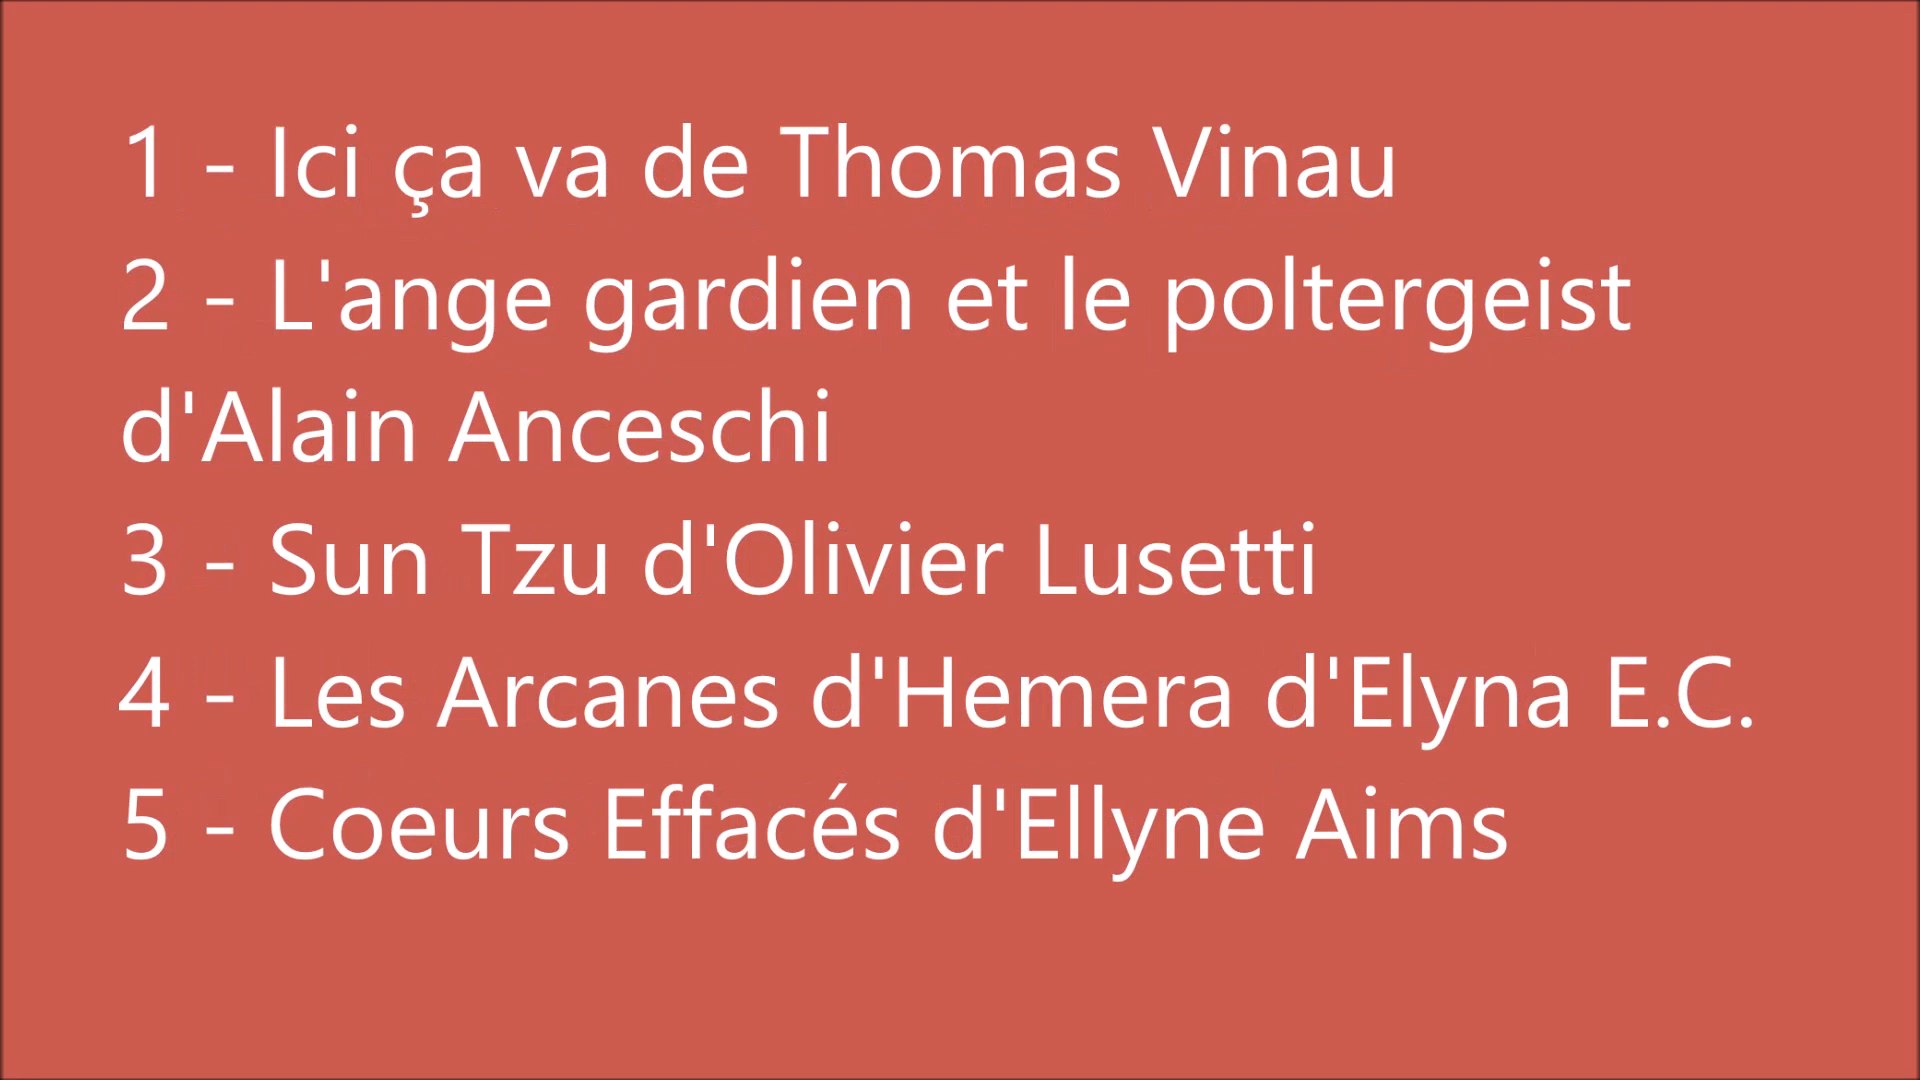 1 - Ici ça va de Thomas Vinau
2 - L'ange gardien et le poltergeist
d'Alain Anceschi
3 - Sun Tzu d'Olivier Lusetti
4 - Les Arcanes d'Hemera d'Elyna E.C.
5 - Coeurs Effacés d'Ellyne Aims